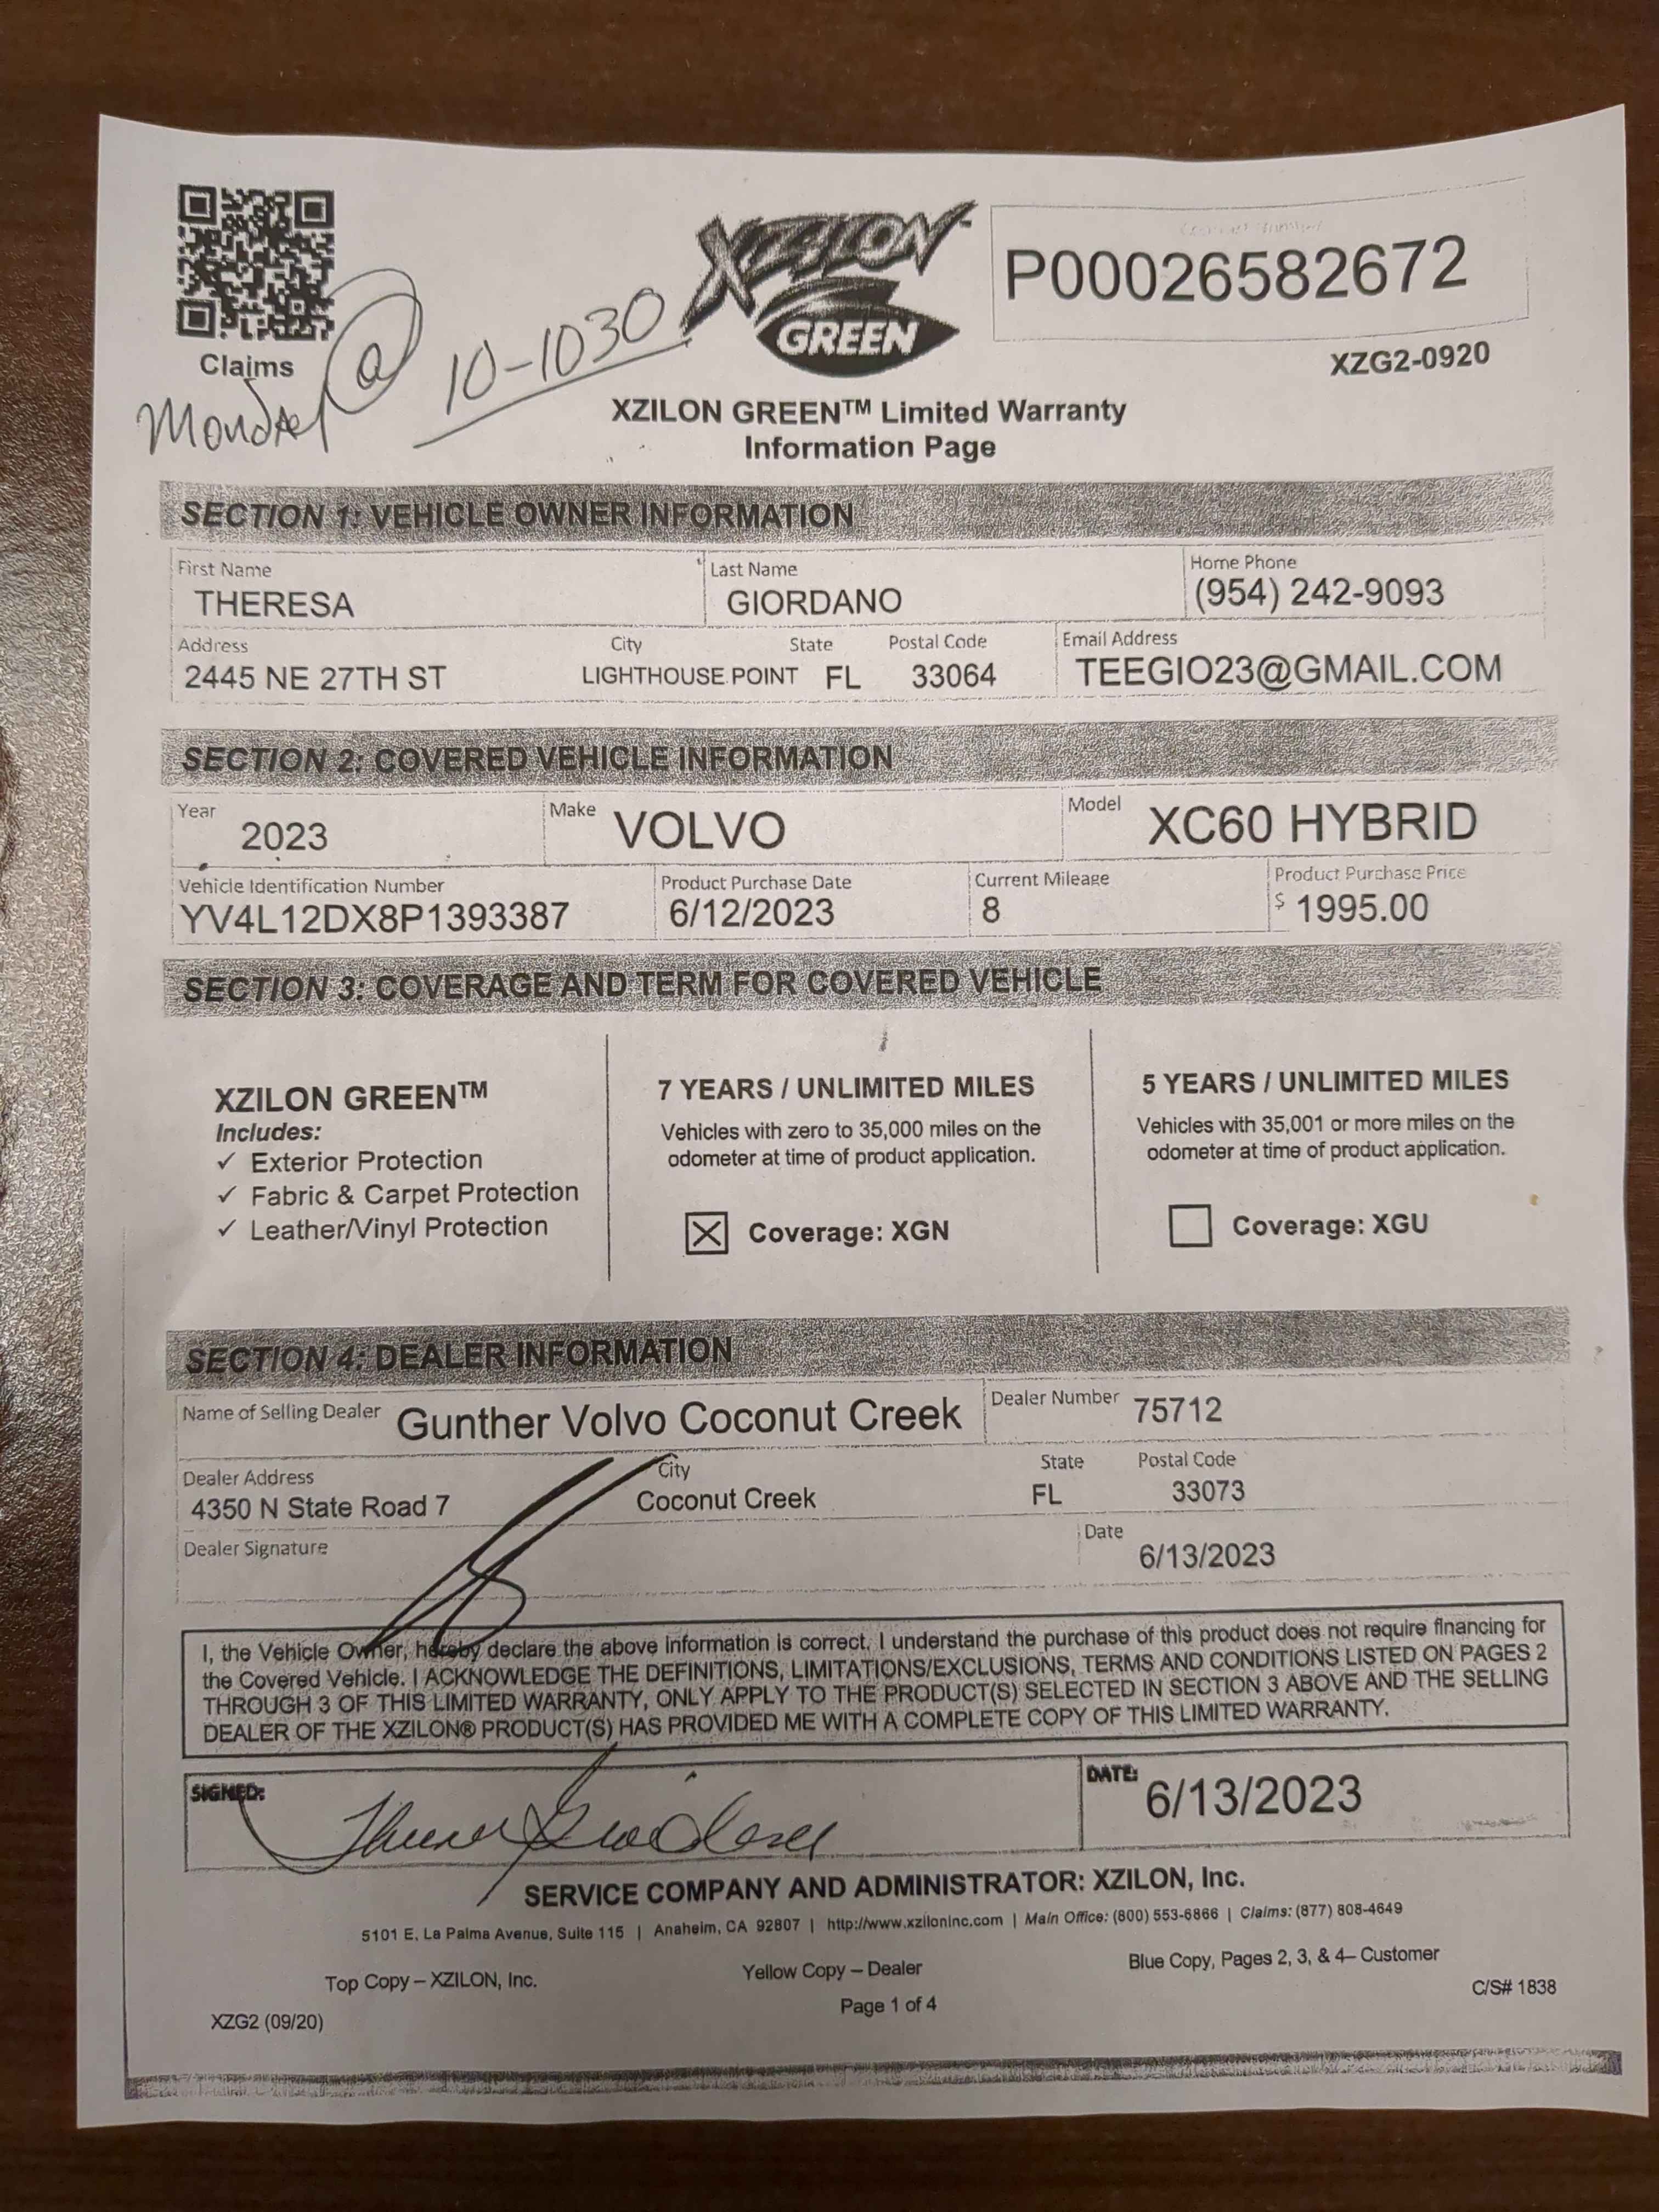 Claims
Monday @ 10-1030
XZILON
GREEN
Contract Number
P00026582672
XZG2-0920
XZILON GREEN™ Limited Warranty
Information Page
SECTION 1: VEHICLE OWNER INFORMATION
First Name Last Name Home Phone
THERESA GIORDANO (954) 242-9093
Address City State Postal Code Email Address
2445 NE 27TH ST LIGHTHOUSE POINT FL 33064 TEEGIO23@GMAIL.COM
SECTION 2: COVERED VEHICLE INFORMATION
Year Make Model
2023 VOLVO XC60 HYBRID
Vehicle Identification Number Product Purchase Date Current Mileage Product Purchase Price
YV4L12DX8P1393387 6/12/2023 8 $ 1995.00
SECTION 3: COVERAGE AND TERM FOR COVERED VEHICLE
XZILON GREEN™
Includes:
✓ Exterior Protection
✓ Fabric & Carpet Protection
✓ Leather/Vinyl Protection
7 YEARS / UNLIMITED MILES
Vehicles with zero to 35,000 miles on the
odometer at time of product application.
☒ Coverage: XGN
5 YEARS / UNLIMITED MILES
Vehicles with 35,001 or more miles on the
odometer at time of product application.
☐ Coverage: XGU
SECTION 4: DEALER INFORMATION
Name of Selling Dealer Gunther Volvo Coconut Creek Dealer Number 75712
Dealer Address City State Postal Code
4350 N State Road 7 Coconut Creek FL 33073
Dealer Signature Date
6/13/2023
I, the Vehicle Owner, hereby declare the above information is correct. I understand the purchase of this product does not require financing for
the Covered Vehicle. I ACKNOWLEDGE THE DEFINITIONS, LIMITATIONS/EXCLUSIONS, TERMS AND CONDITIONS LISTED ON PAGES 2
THROUGH 3 OF THIS LIMITED WARRANTY, ONLY APPLY TO THE PRODUCT(S) SELECTED IN SECTION 3 ABOVE AND THE SELLING
DEALER OF THE XZILON® PRODUCT(S) HAS PROVIDED ME WITH A COMPLETE COPY OF THIS LIMITED WARRANTY.
SIGNED: Theresa Giordano DATE: 6/13/2023
SERVICE COMPANY AND ADMINISTRATOR: XZILON, Inc.
5101 E. La Palma Avenue, Suite 115 | Anaheim, CA 92807 | http://www.xziloninc.com | Main Office: (800) 553-6866 | Claims: (877) 808-4649
Top Copy – XZILON, Inc. Yellow Copy – Dealer Blue Copy, Pages 2, 3, & 4– Customer
C/S# 1838
Page 1 of 4
XZG2 (09/20)